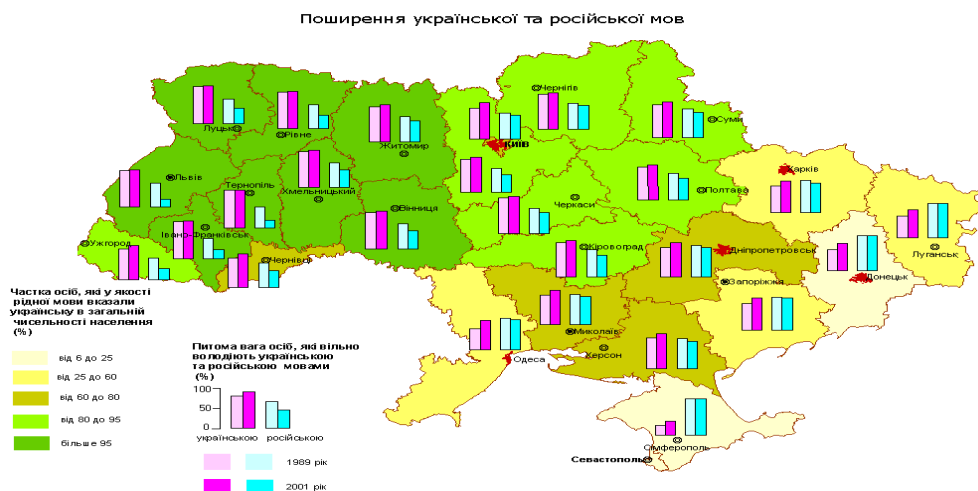 Поширення української та російської мов
Чернігів
Луцьк
Рівне
Житомир
КИЇВ
Суми
Львів
Тернопіль
Хмельницький
Вінниця
Черкаси
Полтава
Харків
Івано-Франківськ
Ужгород
Чернівці
Кіровоград
Дніпропетровськ
Луганськ
Запоріжжя
Донецьк
Миколаїв
Херсон
Одеса
Сімферополь
Севастополь
Частка осіб, які у якості
рідної мови вказали
українську в загальній
чисельності населення
(%)
від 6 до 25
від 25 до 60
від 60 до 80
від 80 до 95
більше 95
Питома вага осіб, які вільно
володіють українською
та російською мовами
(%)
100
50
0
українською російською
1989 рік
2001 рік